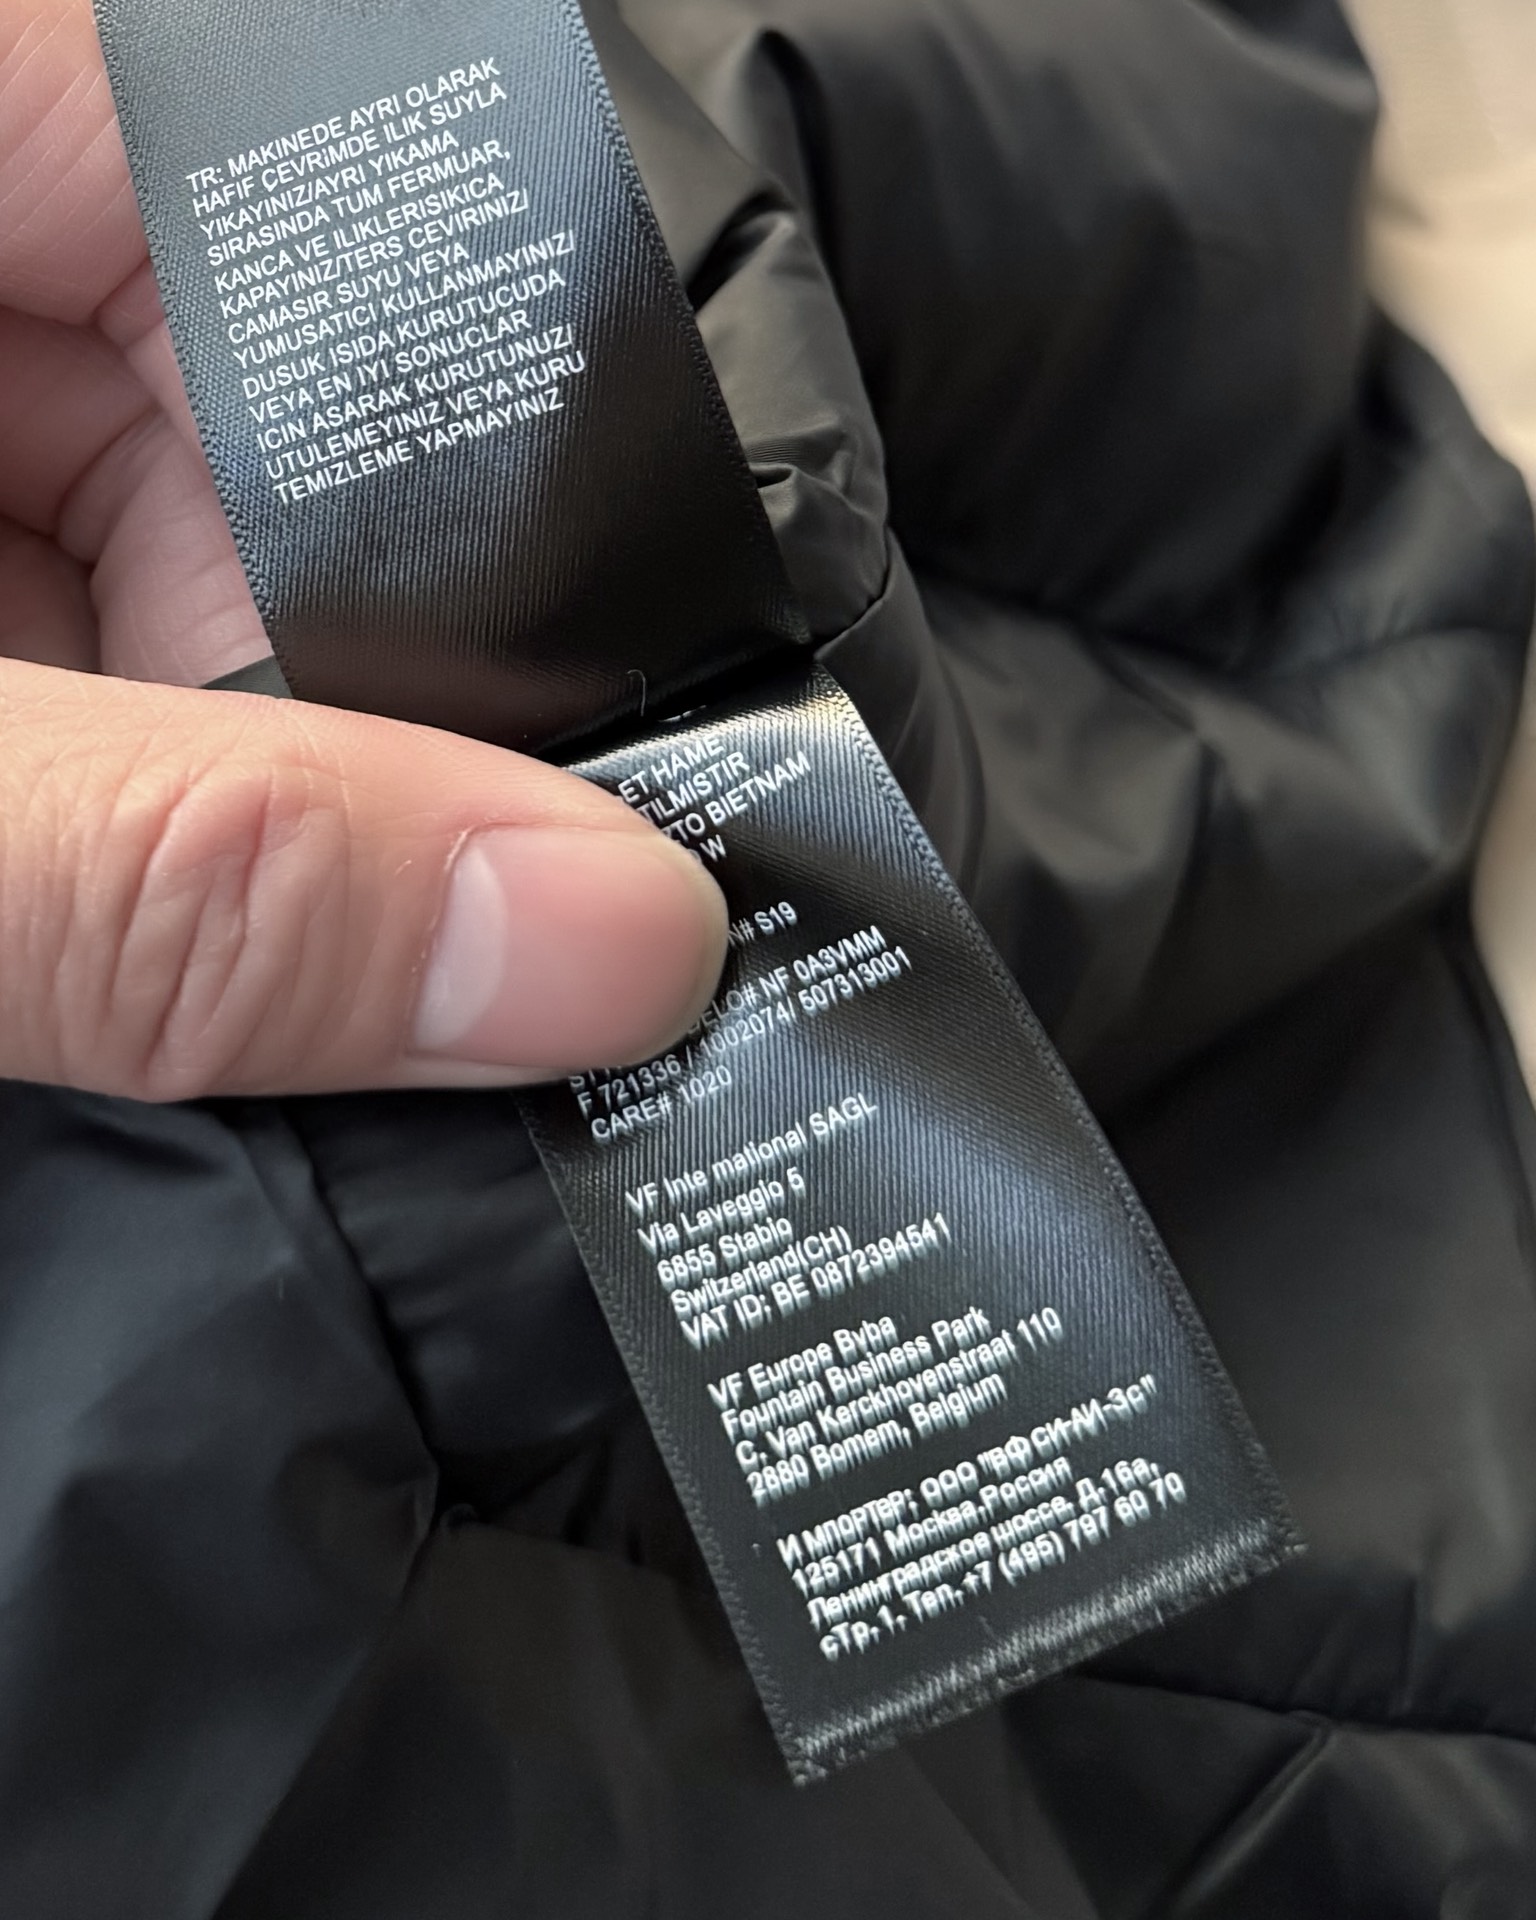 TR: MAKINEDE AYRI OLARAK
HAFIF ÇEVRİMDE ILIK SUYLA
YIKAYINIZ/AYRI YIKAMA
SIRASINDA TUM FERMUAR,
KANCA VE ILIKLERISIKICA
KAPAYINIZ/TERS CEVIRINIZ/
CAMASIR SUYU VEYA
YUMUSATICI KULLANMAYINIZ/
DUSUK ISIDA KURUTUCUDA
VEYA EN IYI SONUCLAR
ICIN ASARAK KURUTUNUZ/
UTULEMEYINIZ VEYA KURU
TEMIZLEME YAPMAYINIZ
ET HAME
TILMISTIR
BIETNAM
W
S19
NF 0A3VMM
F 721336 / 1002074/ 507313001
CARE# 1020
VF Inte rnational SAGL
Via Laveggio 5
6855 Stabio
Switzerland(CH)
VAT ID: BE 0872394541
VF Europe Bvba
Fountain Business Park
C. Van Kerckhovenstraat 110
2880 Bornem, Belgium
И мпортер: ООО "ВФ СИ-АИ-Эс"
125171 Москва,Россия
Ленинградское шоссе, д.16а,
стр.1. Тел. +7 (495) 797 60 70